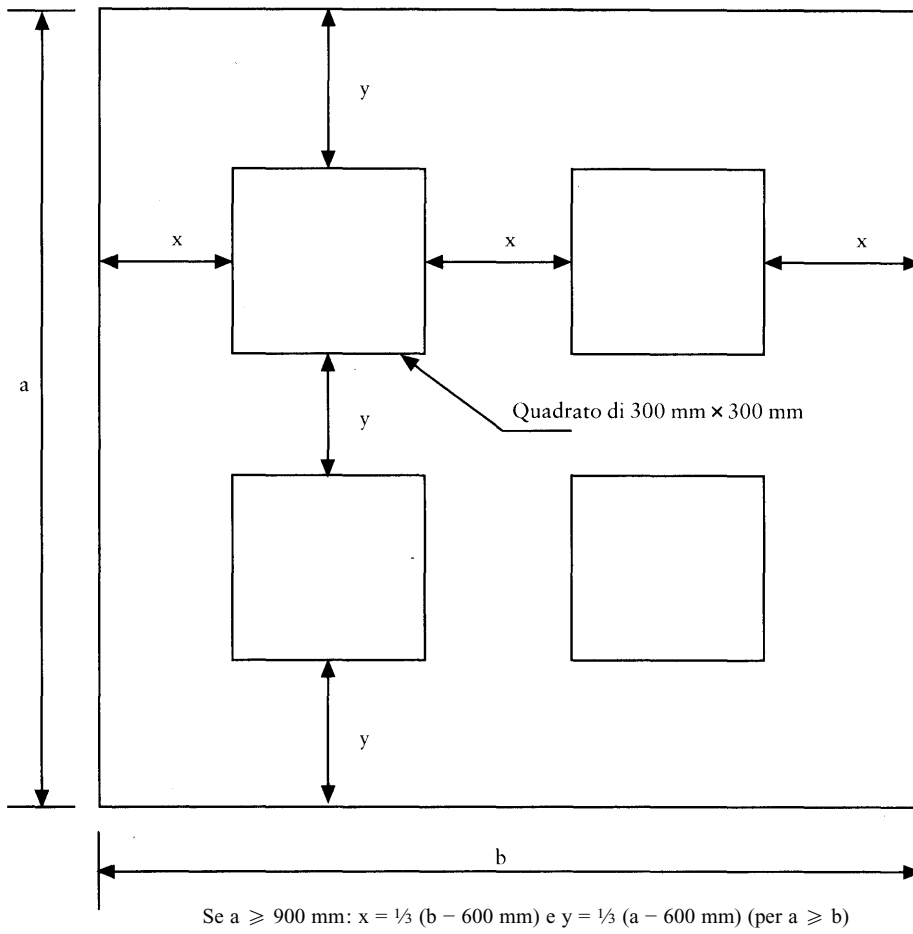 y
x x x
a
Quadrato di 300 mm × 300 mm
y
y
b
Se a ⩾ 900 mm: x = ⅓ (b − 600 mm) e y = ⅓ (a − 600 mm) (per a ⩾ b)